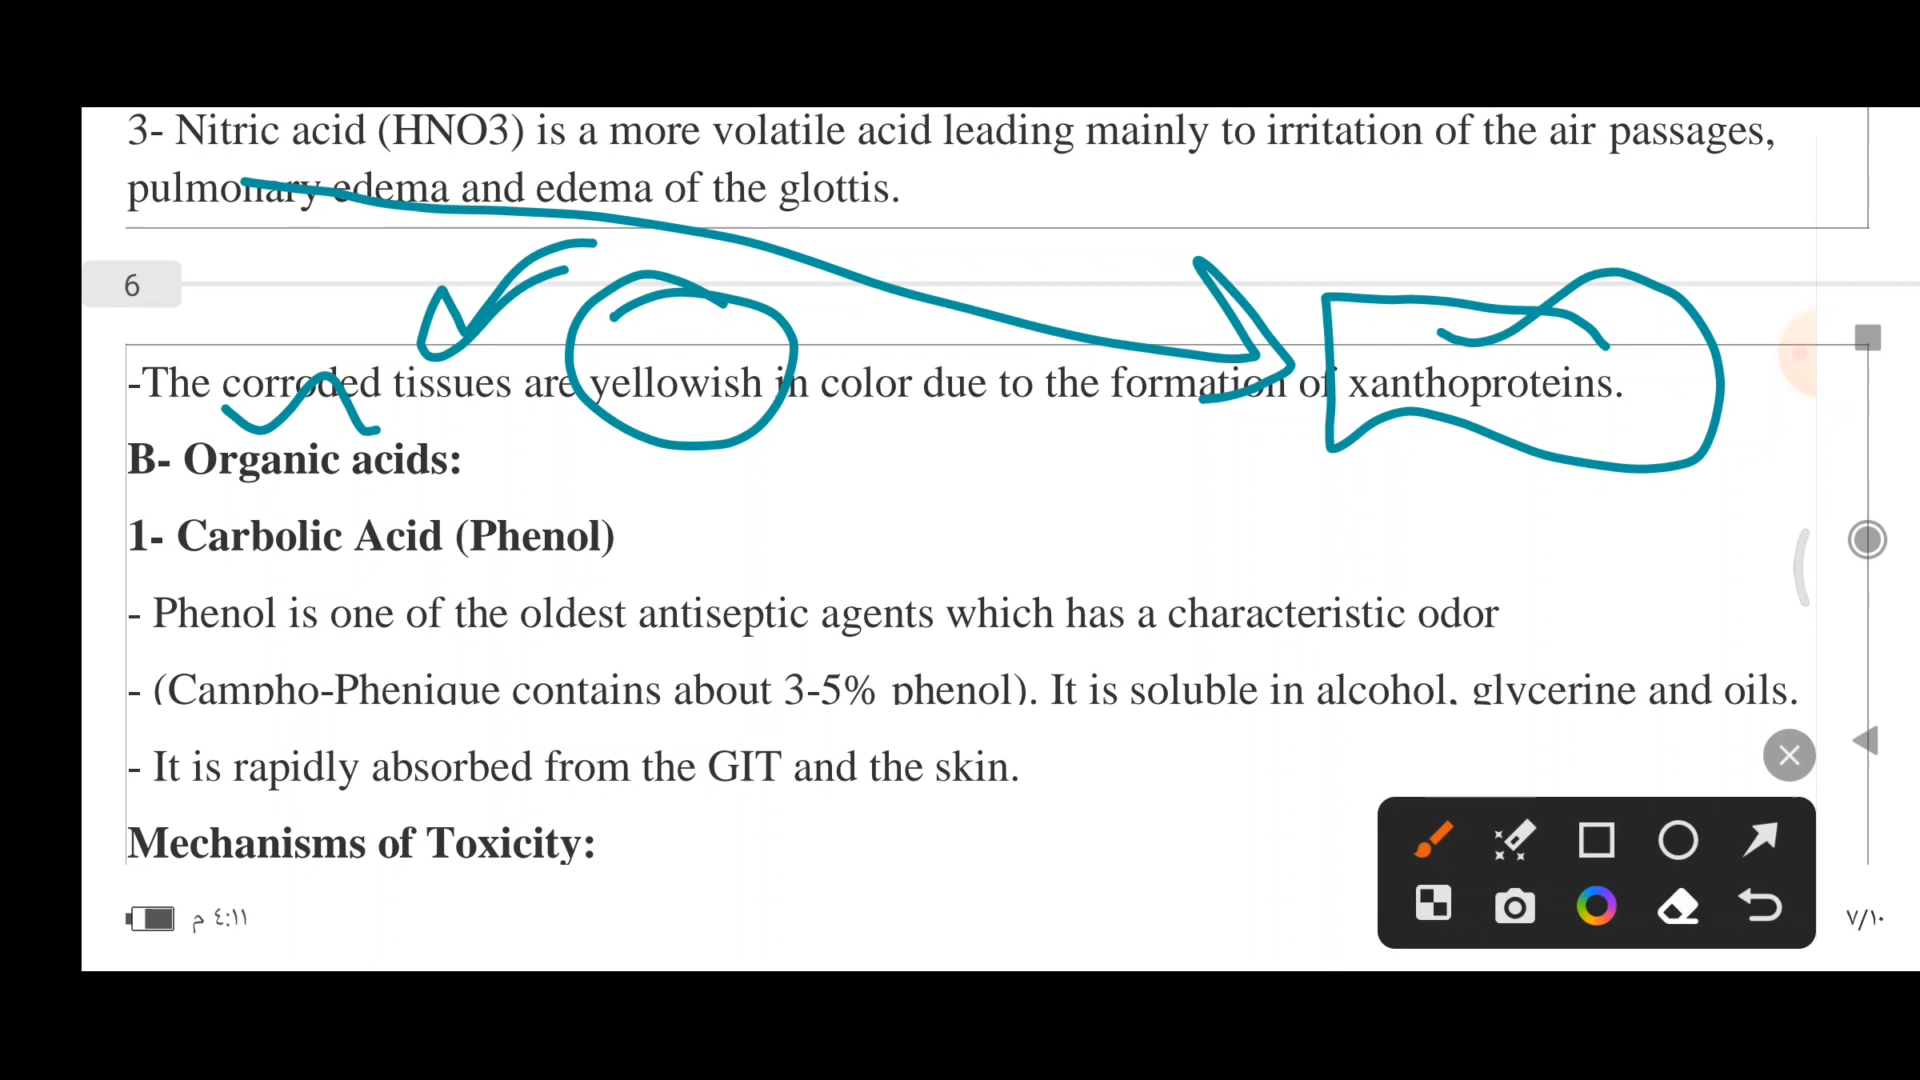 3- Nitric acid (HNO3) is a more volatile acid leading mainly to irritation of the air passages,
pulmonary edema and edema of the glottis.
6
-The corroded tissues are yellowish in color due to the formation of xanthoproteins.
B- Organic acids:
1- Carbolic Acid (Phenol)
- Phenol is one of the oldest antiseptic agents which has a characteristic odor
- (Campho-Phenique contains about 3-5% phenol). It is soluble in alcohol, glycerine and oils.
- It is rapidly absorbed from the GIT and the skin.
Mechanisms of Toxicity:
٤:١١ م
٧/١٠